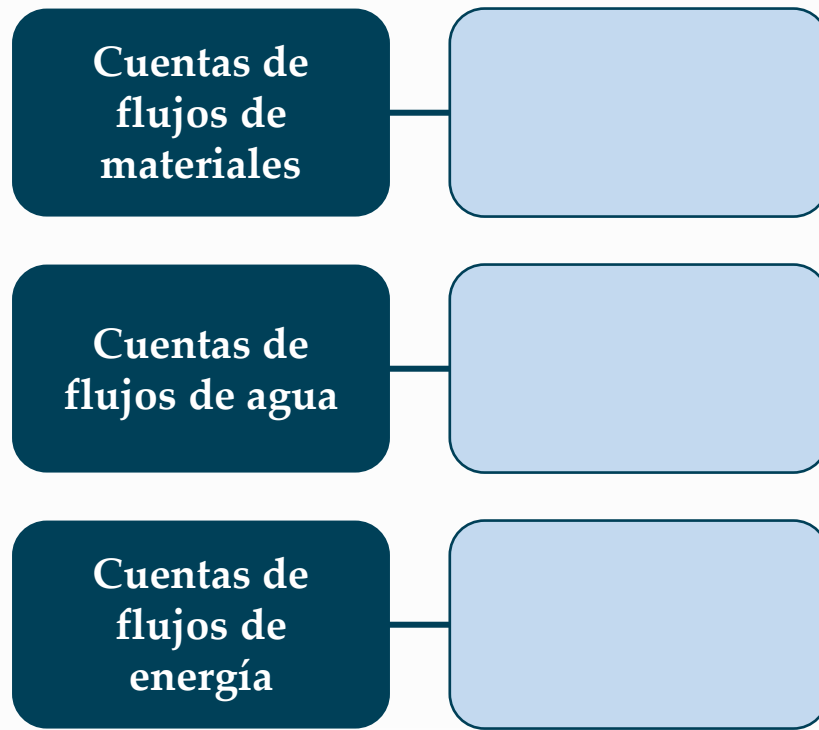 Cuentas de
flujos de
materiales
Cuentas de
flujos de agua
Cuentas de
flujos de
energía